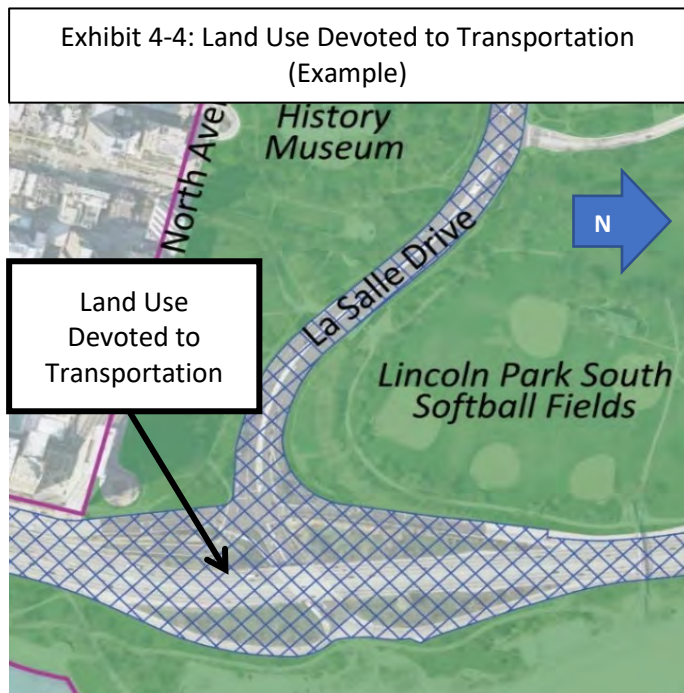 Exhibit 4-4: Land Use Devoted to Transportation
(Example)
History
Museum
North Ave
N
La Salle Drive
Land Use
Devoted to
Transportation
Lincoln Park South
Softball Fields